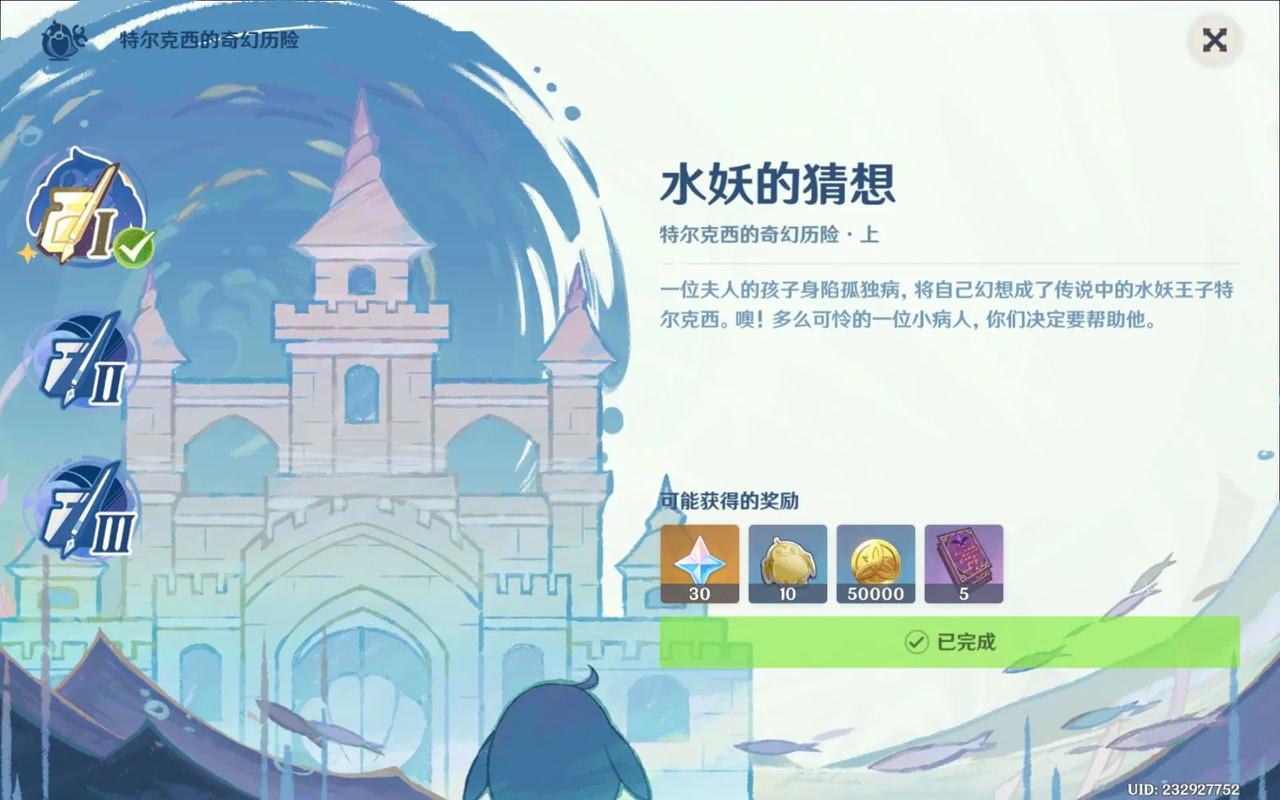 特尔克西的奇幻历险
I
II
III
水妖的猜想
特尔克西的奇幻历险·上
一位夫人的孩子身陷孤独病，将自己幻想成了传说中的水妖王子特
尔克西。噢！多么可怜的一位小病人，你们决定要帮助他。
可能获得的奖励
30
10
50000
5
已完成
UID: 232927752